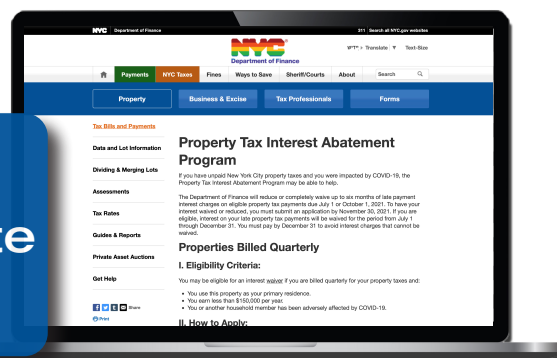 NYC Department of Finance
311 | Search all NYC.gov websites
NYC
Department of Finance
Translate | ▼ Text-Size
Payments
NYC Taxes
Fines
Ways to Save
Sheriff/Courts
About
Search
Property
Business & Excise
Tax Professionals
Forms
Tax Bills and Payments
Data and Lot Information
Dividing & Merging Lots
Assessments
Tax Rates
Guides & Reports
Private Asset Auctions
Get Help
Share
Print
Property Tax Interest Abatement
Program
If you have unpaid New York City property taxes and you were impacted by COVID-19, the
Property Tax Interest Abatement Program may be able to help.
The Department of Finance will reduce or completely waive up to six months of late payment
interest charges on eligible property tax payments due July 1 or October 1, 2021. To have your
interest waived or reduced, you must submit an application by November 30, 2021. If you are
eligible, interest on your late property tax payments will be waived for the period from July 1
through December 31. You must pay by December 31 to avoid interest charges that cannot be
waived.
Properties Billed Quarterly
I. Eligibility Criteria:
You may be eligible for an interest waiver if you are billed quarterly for your property taxes and:
• You use this property as your primary residence.
• You earn less than $150,000 per year.
• You or another household member has been adversely affected by COVID-19.
II. How to Apply:
te